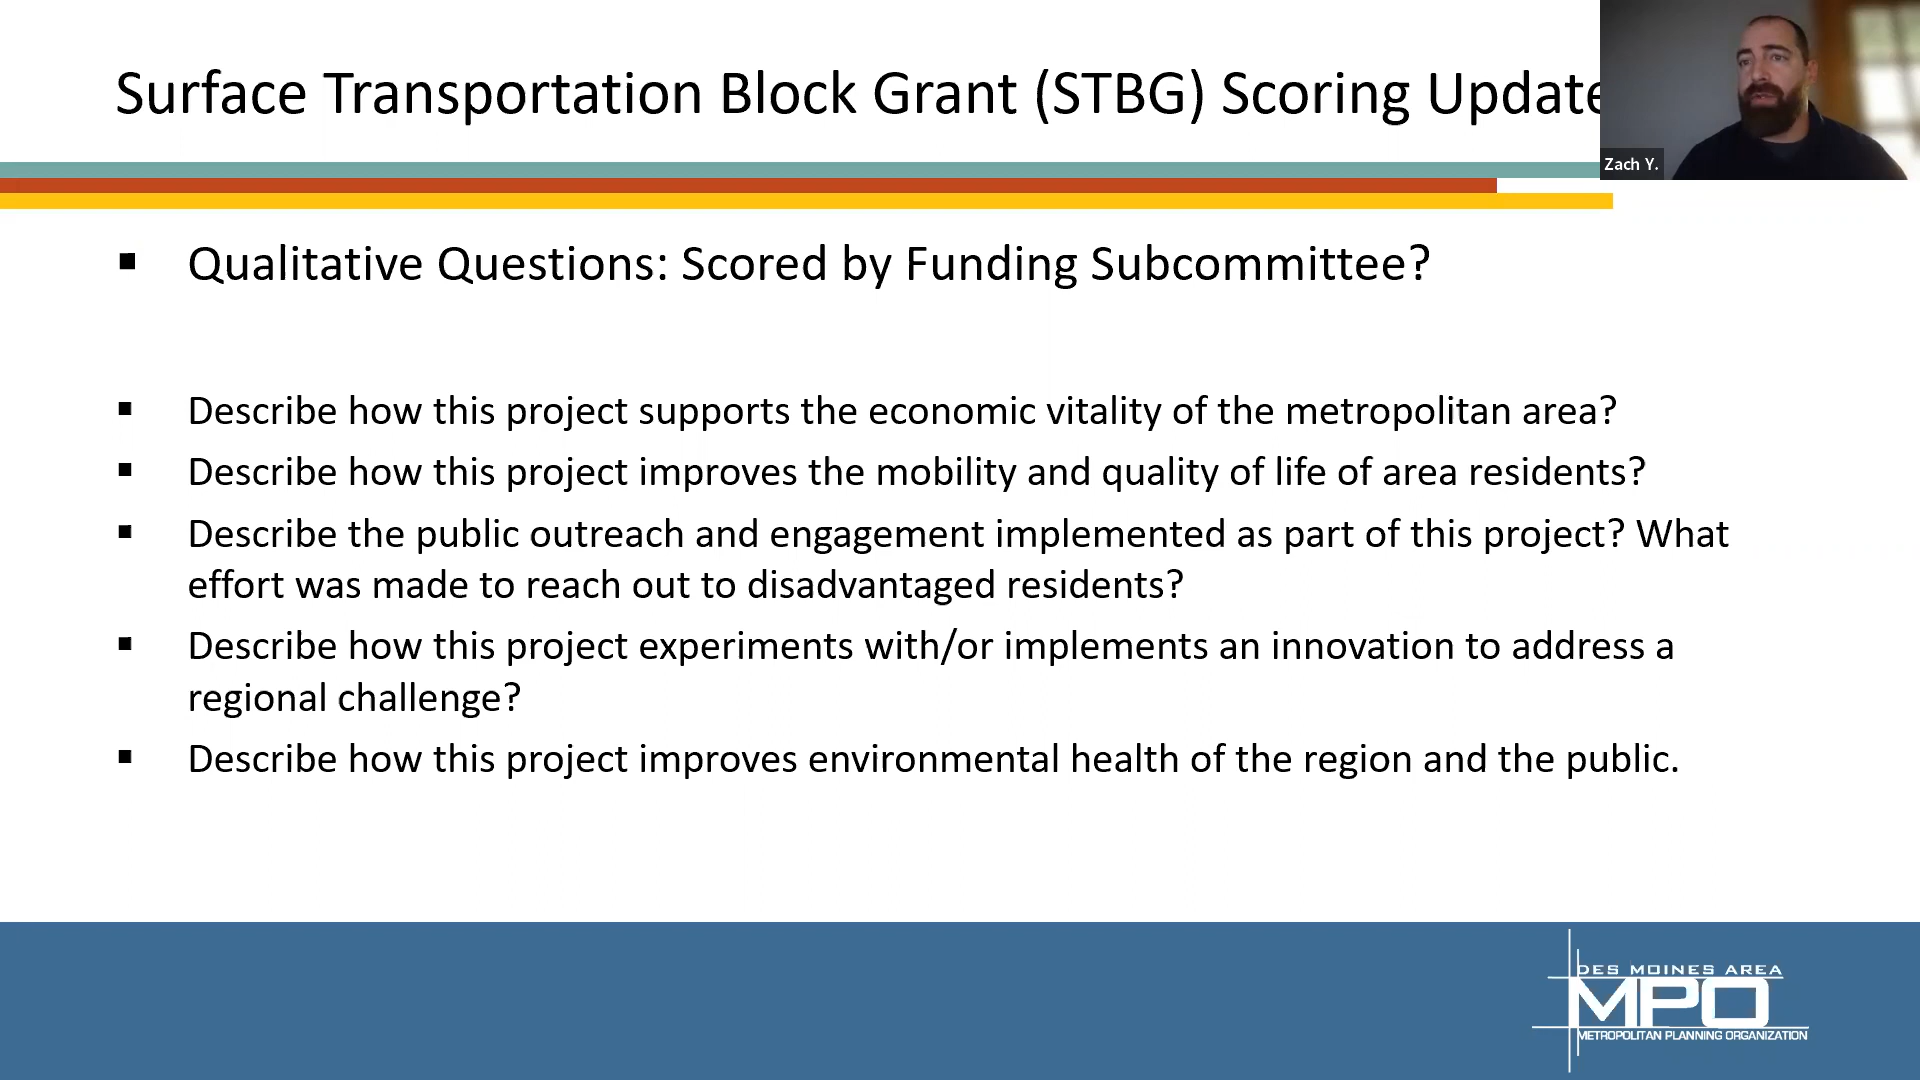 Surface Transportation Block Grant (STBG) Scoring Update
Zach Y.
▪ Qualitative Questions: Scored by Funding Subcommittee?
▪ Describe how this project supports the economic vitality of the metropolitan area?
▪ Describe how this project improves the mobility and quality of life of area residents?
▪ Describe the public outreach and engagement implemented as part of this project? What
effort was made to reach out to disadvantaged residents?
▪ Describe how this project experiments with/or implements an innovation to address a
regional challenge?
▪ Describe how this project improves environmental health of the region and the public.
DES MOINES AREA
MPO
METROPOLITAN PLANNING ORGANIZATION